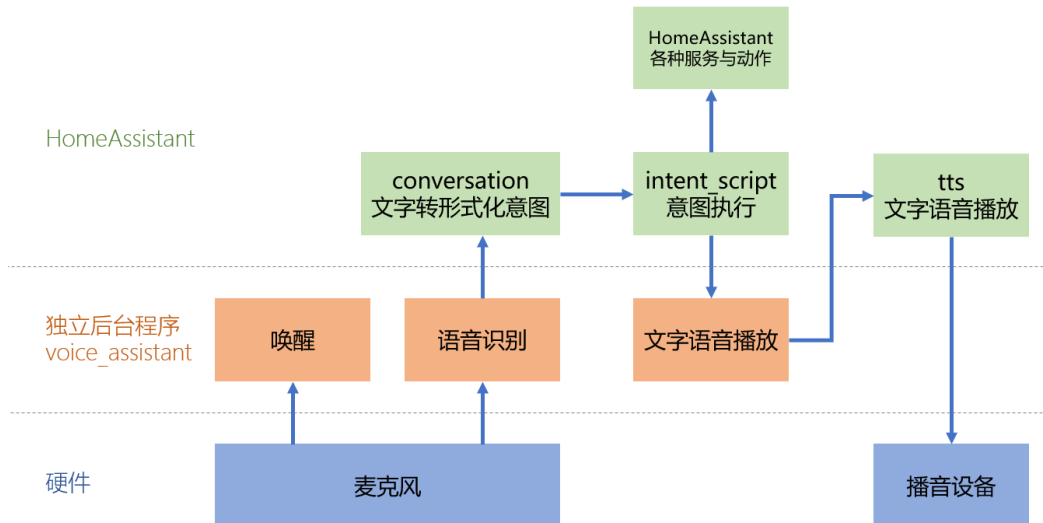 HomeAssistant
各种服务与动作
HomeAssistant
conversation
文字转形式化意图
intent_script
意图执行
tts
文字语音播放
独立后台程序
voice_assistant
唤醒
语音识别
文字语音播放
硬件
麦克风
播音设备